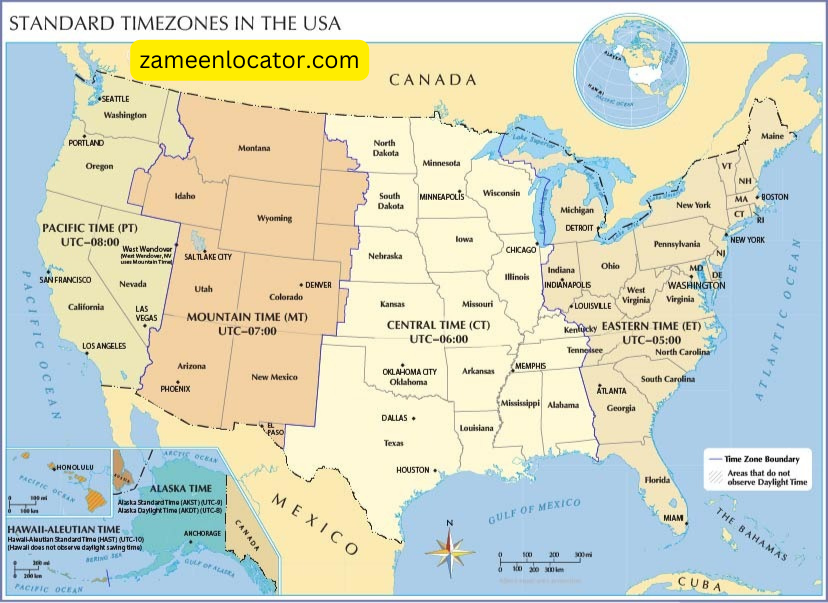 STANDARD TIMEZONES IN THE USA
zameenlocator.com
CANADA
ALASKA
HAWAII
PACIFIC OCEAN
SEATTLE
Washington
PORTLAND
Oregon
Montana
Idaho
Wyoming
North
Dakota
South
Dakota
Minnesota
MINNEAPOLIS
Wisconsin
Lake Superior
Michigan
DETROIT
Maine
VT
NH
MA
BOSTON
CT
RI
New York
NEW YORK
Pennsylvania
NJ
MD
DE
WASHINGTON
PACIFIC TIME (PT)
UTC–08:00
West Wendover
(West Wendover, NV
uses Mountain Time)
SALT LAKE CITY
SAN FRANCISCO
Nevada
California
LAS
VEGAS
LOS ANGELES
Utah
DENVER
Colorado
MOUNTAIN TIME (MT)
UTC–07:00
Arizona
PHOENIX
New Mexico
EL
PASO
Nebraska
Iowa
CHICAGO
Illinois
Kansas
Missouri
CENTRAL TIME (CT)
UTC–06:00
OKLAHOMA CITY
Oklahoma
Arkansas
MEMPHIS
Mississippi
Alabama
DALLAS
Texas
Louisiana
HOUSTON
Indiana
INDIANAPOLIS
Ohio
West
Virginia
Virginia
LOUISVILLE
Kentucky
EASTERN TIME (ET)
UTC–05:00
Tennessee
North Carolina
South Carolina
ATLANTA
Georgia
Florida
MIAMI
PACIFIC OCEAN
ATLANTIC OCEAN
GULF OF MEXICO
MEXICO
THE BAHAMAS
CUBA
Time Zone Boundary
Areas that do not
observe Daylight Time
N
0 100 200 300 mi
0 100 200 300 km
HONOLULU
PACIFIC OCEAN
0 100 mi
0 100 km
HAWAII-ALEUTIAN TIME
Hawaii-Aleutian Standard Time (HAST) (UTC-10)
(Hawaii does not observe daylight saving time)
ARCTIC OCEAN
ALASKA TIME
Alaska Standard Time (AKST) (UTC-9)
Alaska Daylight Time (AKDT) (UTC-8)
ANCHORAGE
CANADA
BERING SEA
GULF OF ALASKA
0 200 mi
0 200 km
PACIFIC OCEAN